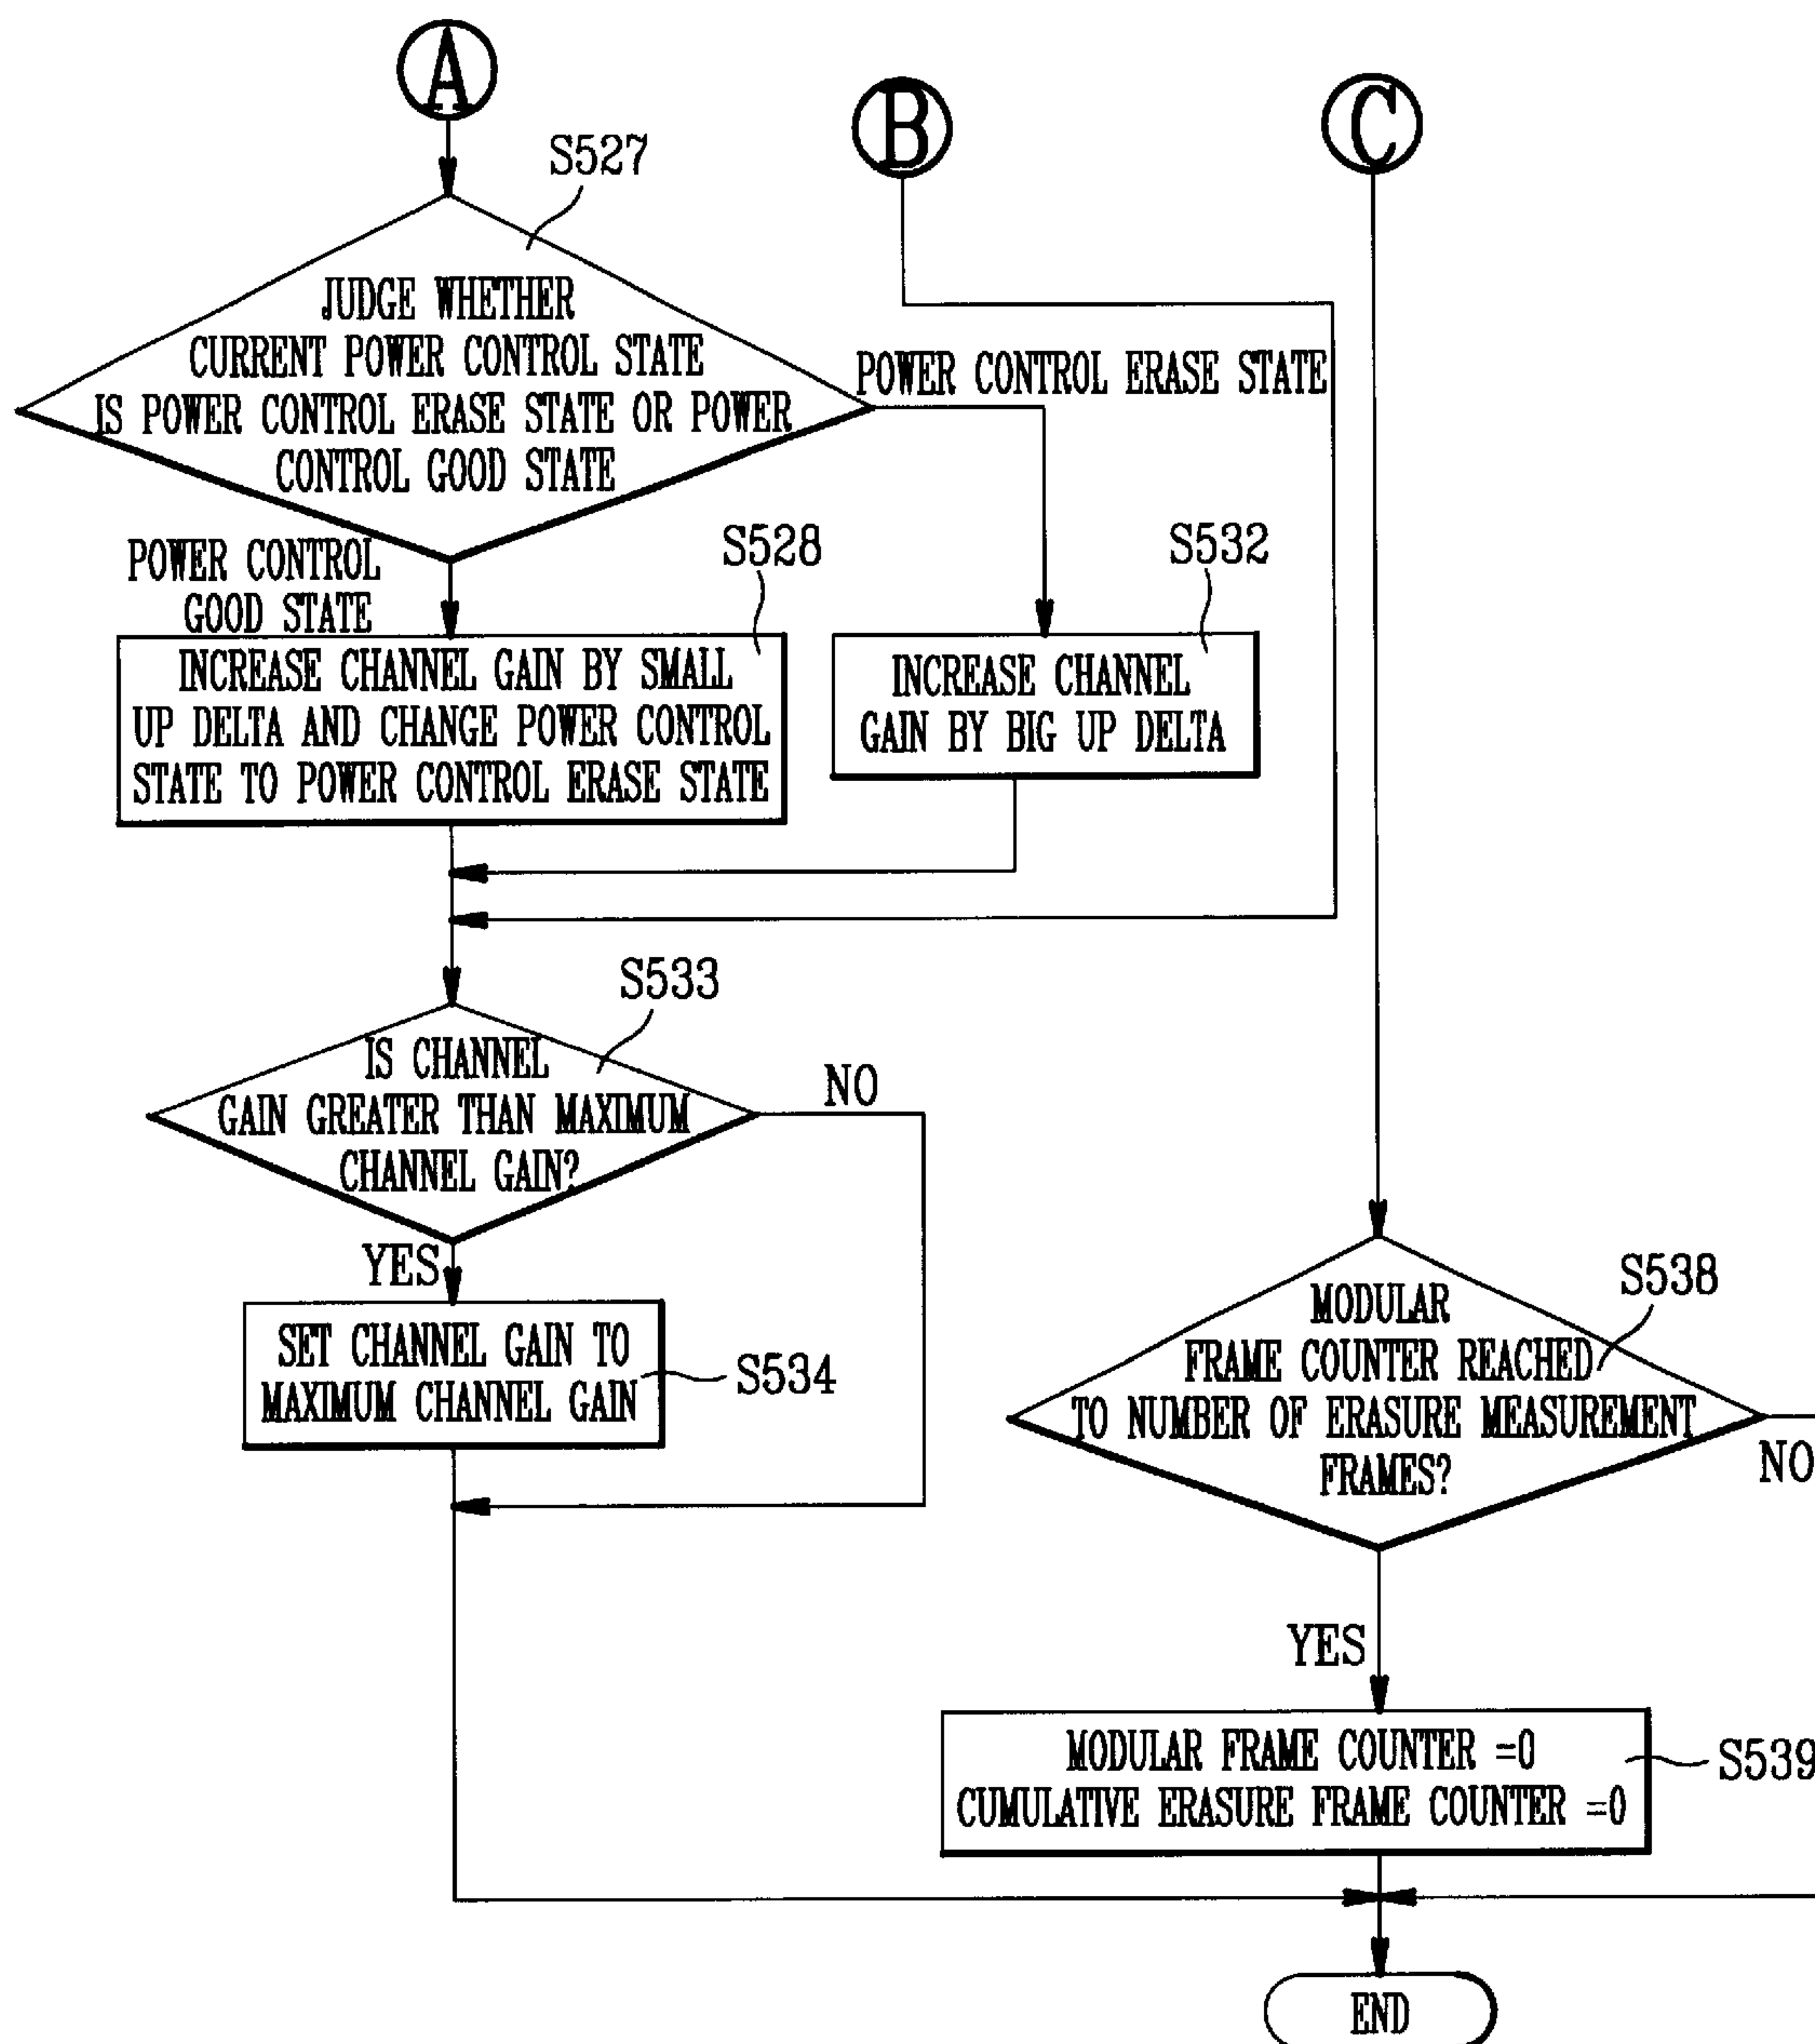 A
B
C
S527
JUDGE WHETHER
CURRENT POWER CONTROL STATE
IS POWER CONTROL ERASE STATE OR POWER
CONTROL GOOD STATE
POWER CONTROL ERASE STATE
POWER CONTROL
GOOD STATE
S528
INCREASE CHANNEL GAIN BY SMALL
UP DELTA AND CHANGE POWER CONTROL
STATE TO POWER CONTROL ERASE STATE
S532
INCREASE CHANNEL
GAIN BY BIG UP DELTA
S533
IS CHANNEL
GAIN GREATER THAN MAXIMUM
CHANNEL GAIN?
NO
YES
SET CHANNEL GAIN TO
MAXIMUM CHANNEL GAIN
S534
S538
MODULAR
FRAME COUNTER REACHED
TO NUMBER OF ERASURE MEASUREMENT
FRAMES?
NO
YES
MODULAR FRAME COUNTER =0
CUMULATIVE ERASURE FRAME COUNTER =0
S539
END